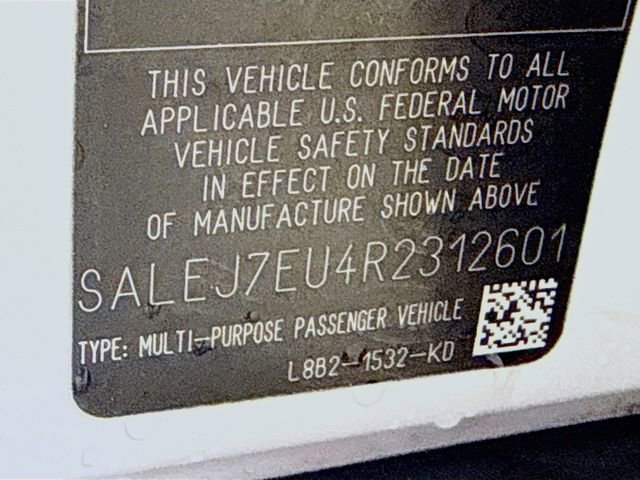 THIS VEHICLE CONFORMS TO ALL
APPLICABLE U.S. FEDERAL MOTOR
VEHICLE SAFETY STANDARDS
IN EFFECT ON THE DATE
OF MANUFACTURE SHOWN ABOVE
SALEJ7EU4R2312601
TYPE: MULTI-PURPOSE PASSENGER VEHICLE
L8B2-1532-KD